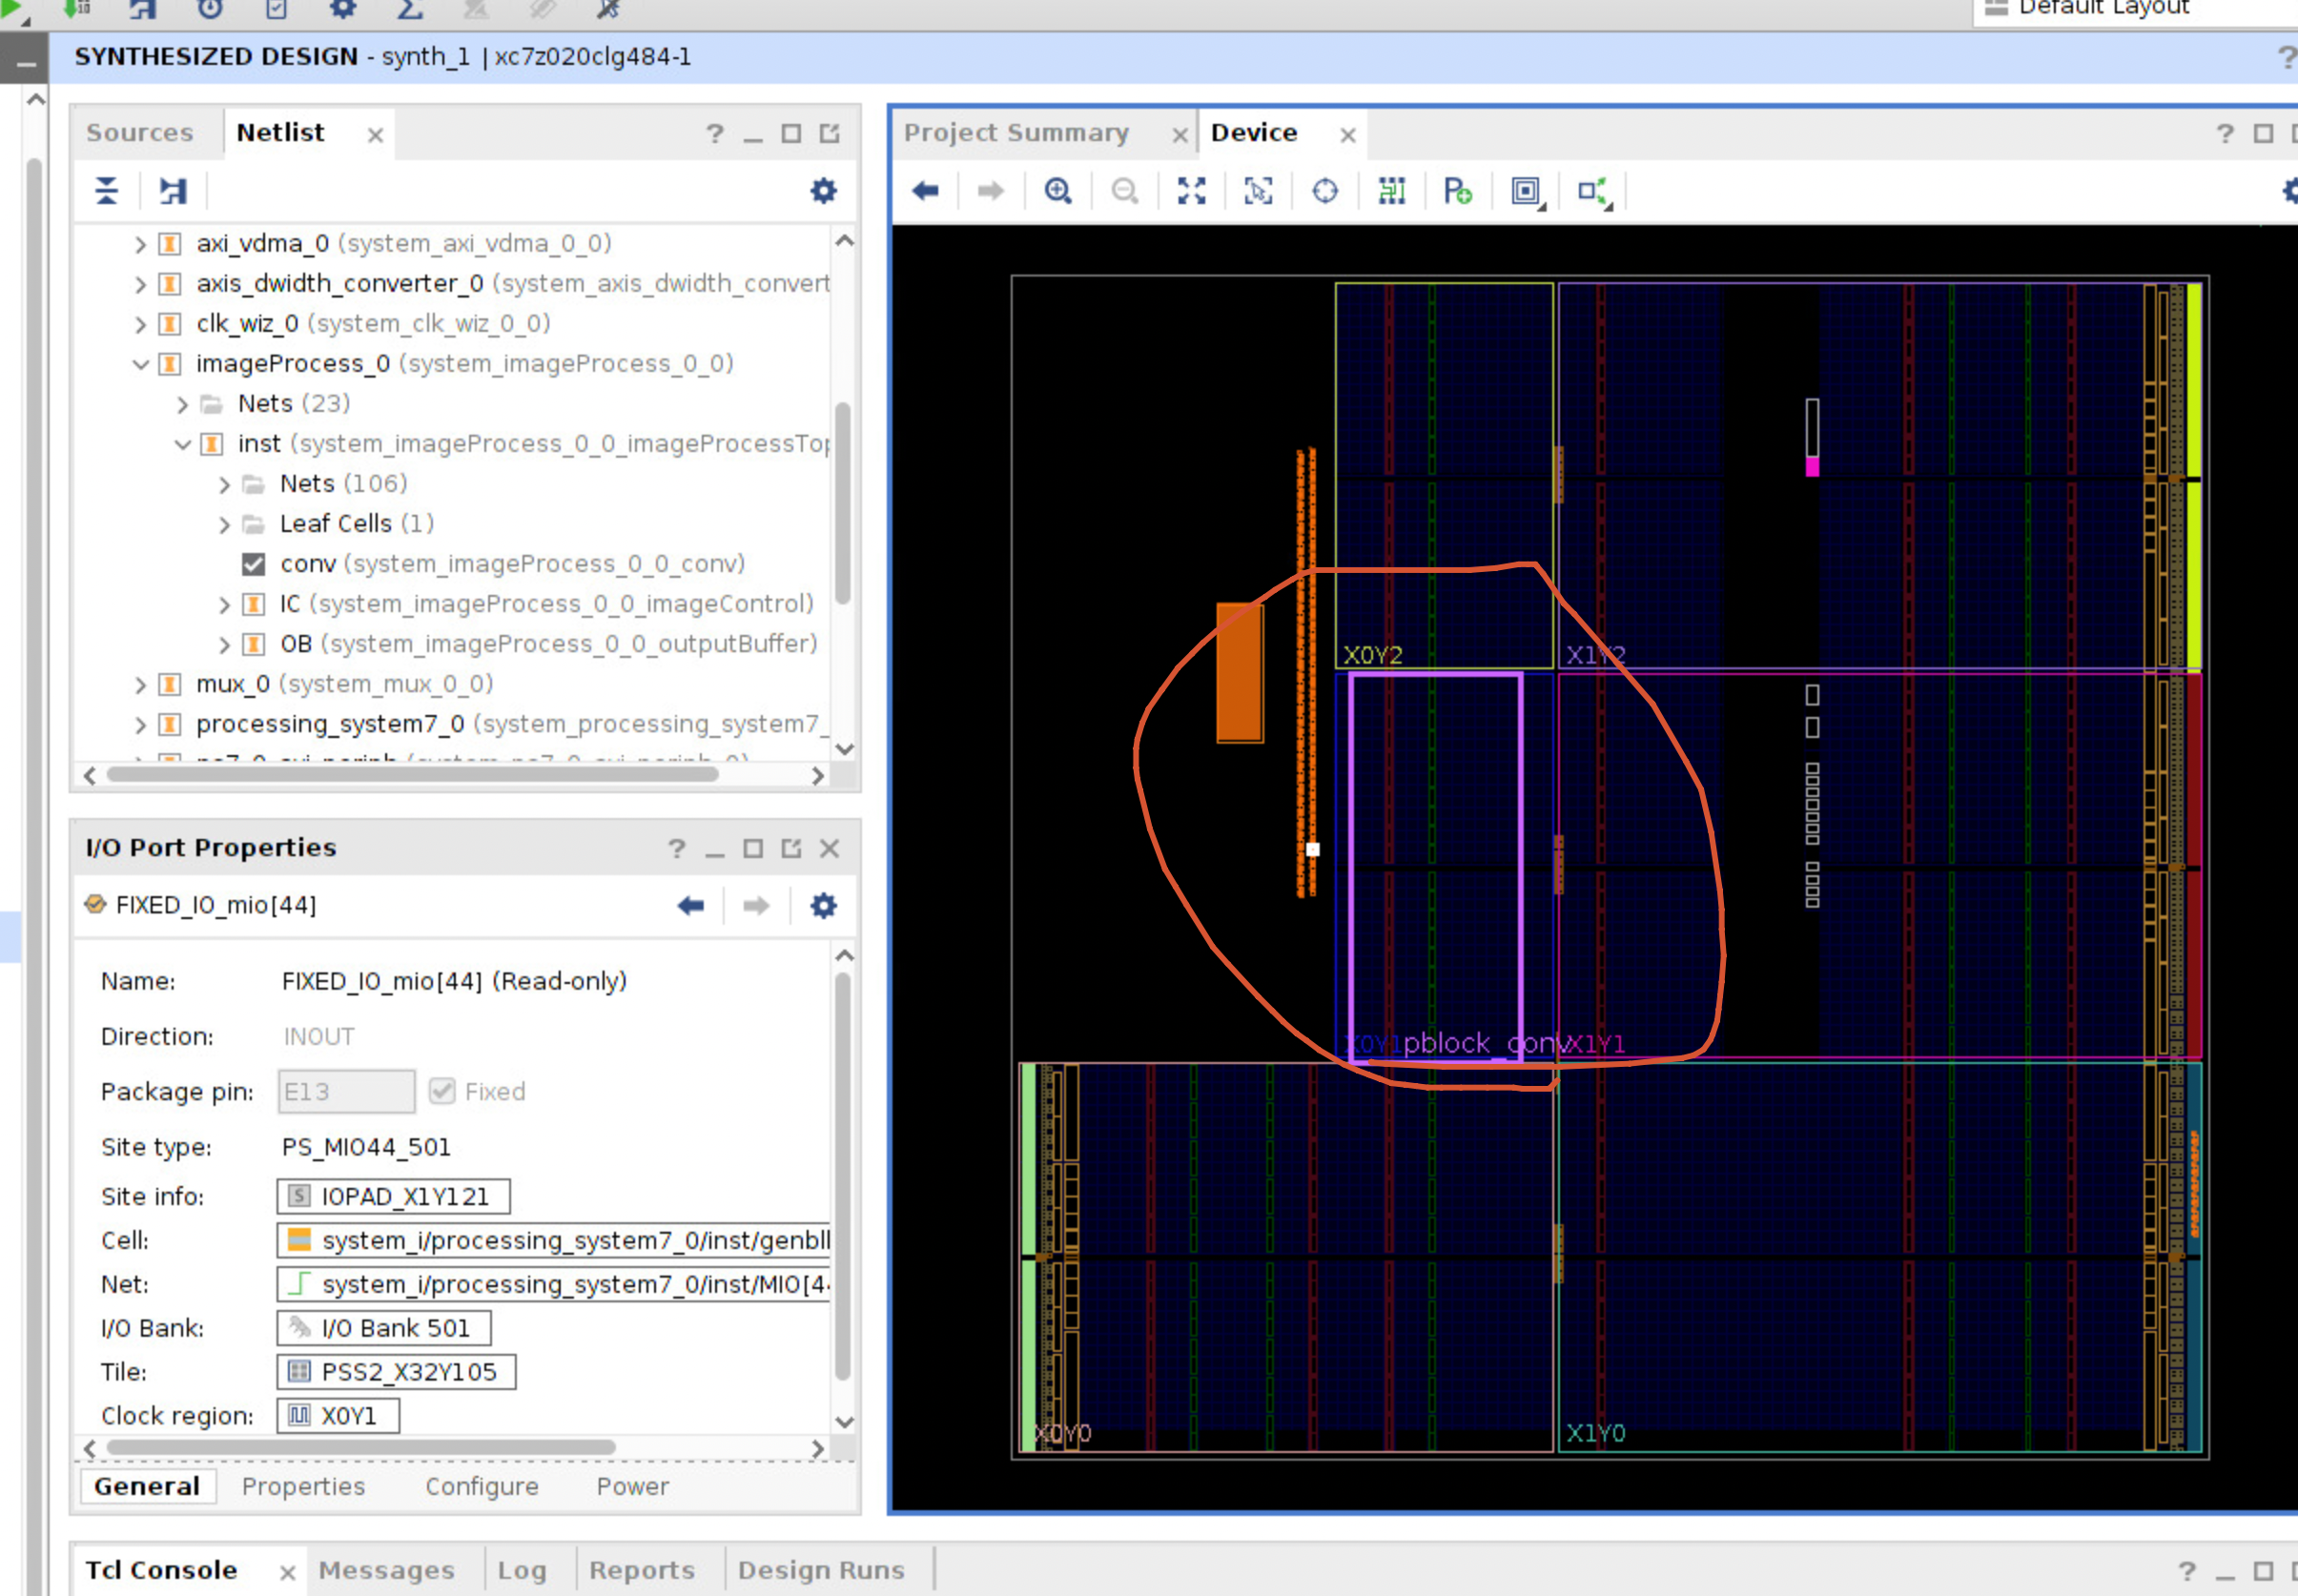 Default Layout
SYNTHESIZED DESIGN - synth_1 | xc7z020clg484-1
?
Sources
Netlist
?
axi_vdma_0 (system_axi_vdma_0_0)
axis_dwidth_converter_0 (system_axis_dwidth_convert
clk_wiz_0 (system_clk_wiz_0_0)
imageProcess_0 (system_imageProcess_0_0)
Nets (23)
inst (system_imageProcess_0_0_imageProcessTop
Nets (106)
Leaf Cells (1)
conv (system_imageProcess_0_0_conv)
IC (system_imageProcess_0_0_imageControl)
OB (system_imageProcess_0_0_outputBuffer)
mux_0 (system_mux_0_0)
processing_system7_0 (system_processing_system7_
I/O Port Properties
?
FIXED_IO_mio[44]
Name: FIXED_IO_mio[44] (Read-only)
Direction: INOUT
Package pin: E13 Fixed
Site type: PS_MIO44_501
Site info: S IOPAD_X1Y121
Cell: system_i/processing_system7_0/inst/genbll
Net: system_i/processing_system7_0/inst/MIO[4
I/O Bank: I/O Bank 501
Tile: PSS2_X32Y105
Clock region: X0Y1
General Properties Configure Power
Project Summary
Device
?
X0Y2
X1Y2
X0Y1
pblock_conv
X1Y1
X0Y0
X1Y0
Tcl Console Messages Log Reports Design Runs
?